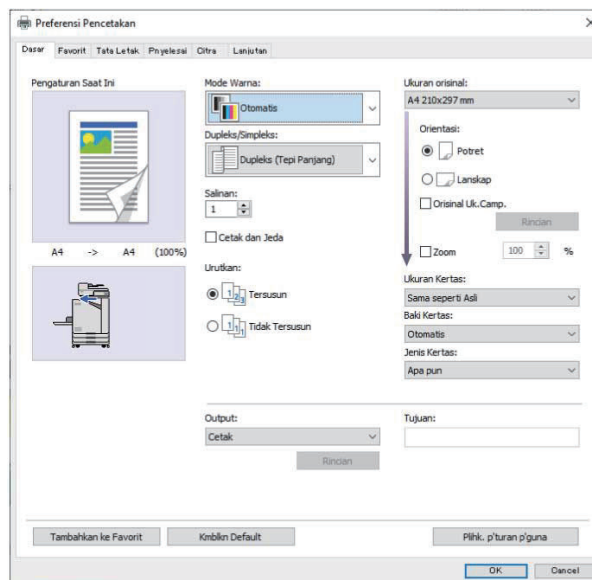 Preferensi Pencetakan
Dasar Favorit Tata Letak Pnyelesai Citra Lanjutan
Pengaturan Saat Ini
A4 -> A4 (100%)
Mode Warna:
Otomatis
Dupleks/Simpleks:
Dupleks (Tepi Panjang)
Salinan:
1
Cetak dan Jeda
Urutkan:
Tersusun
Tidak Tersusun
Ukuran orisinal:
A4 210x297 mm
Orientasi:
Potret
Lanskap
Orisinal Uk.Camp.
Rincian
Zoom 100 %
Ukuran Kertas:
Sama seperti Asli
Baki Kertas:
Otomatis
Jenis Kertas:
Apa pun
Output:
Cetak
Rincian
Tujuan:
Tambahkan ke Favorit Kmblkn Default Plihk. p'turan p'guna
OK Cancel